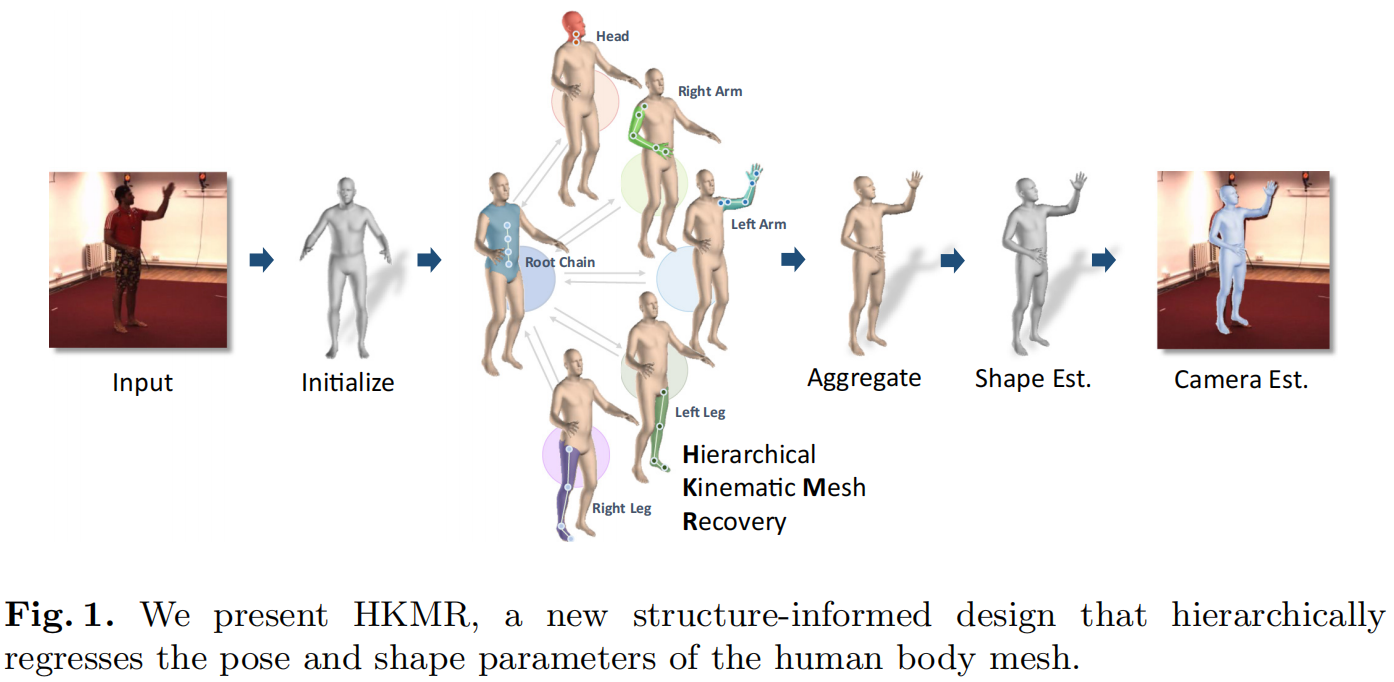 Head
Right Arm
Left Arm
Root Chain
Input
Initialize
Aggregate
Shape Est.
Camera Est.
Left Leg
Right Leg
Hierarchical
Kinematic Mesh
Recovery
Fig. 1. We present HKMR, a new structure-informed design that hierarchically
regresses the pose and shape parameters of the human body mesh.